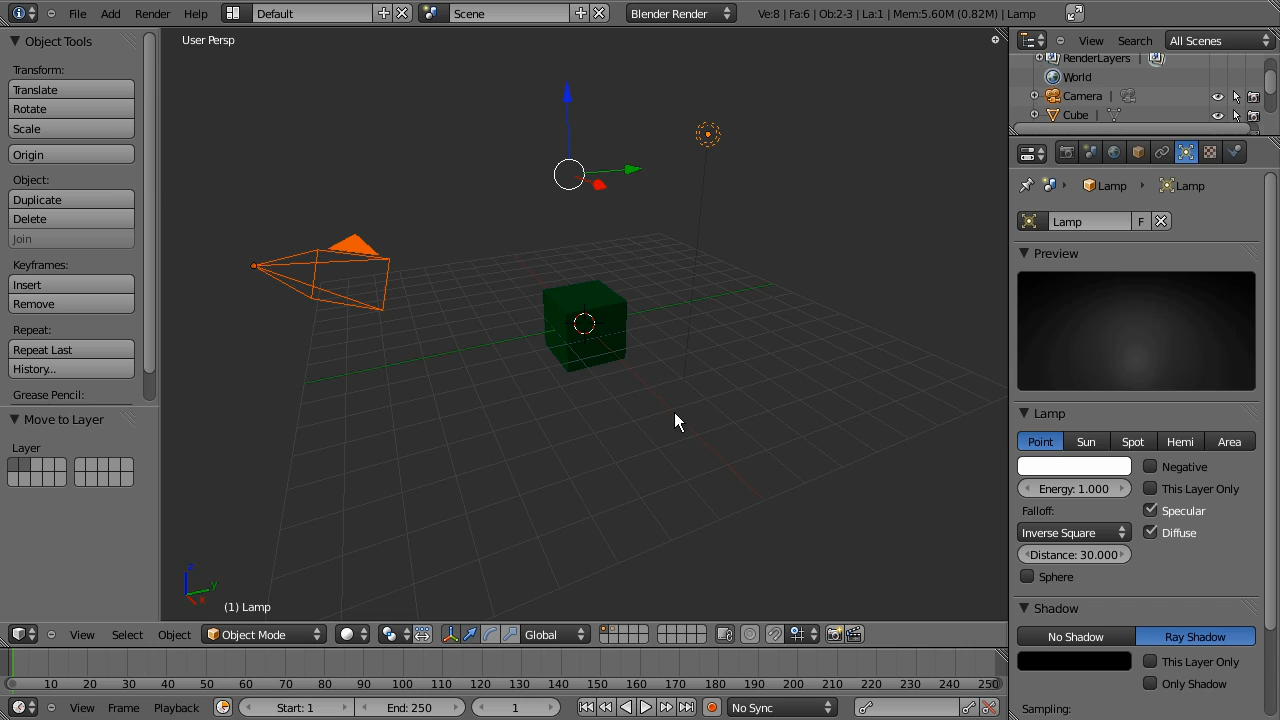 File Add Render Help Default Scene Blender Render Ve:8 | Fa:6 | Ob:2-3 | La:1 | Mem:5.60M (0.82M) | Lamp
Object Tools
Transform:
Translate
Rotate
Scale
Origin
Object:
Duplicate
Delete
Join
Keyframes:
Insert
Remove
Repeat:
Repeat Last
History...
Grease Pencil:
Move to Layer
Layer
User Persp
z
y
x
(1) Lamp
View Select Object Object Mode Global
10 20 30 40 50 60 70 80 90 100 110 120 130 140 150 160 170 180 190 200 210 220 230 240 250
View Frame Playback Start: 1 End: 250 1 No Sync
View Search All Scenes
RenderLayers |
World
Camera |
Cube |
Lamp Lamp
Lamp F
Preview
Lamp
Point Sun Spot Hemi Area
Negative
Energy: 1.000 This Layer Only
Falloff: Specular
Inverse Square Diffuse
Distance: 30.000
Sphere
Shadow
No Shadow Ray Shadow
This Layer Only
Only Shadow
Sampling: